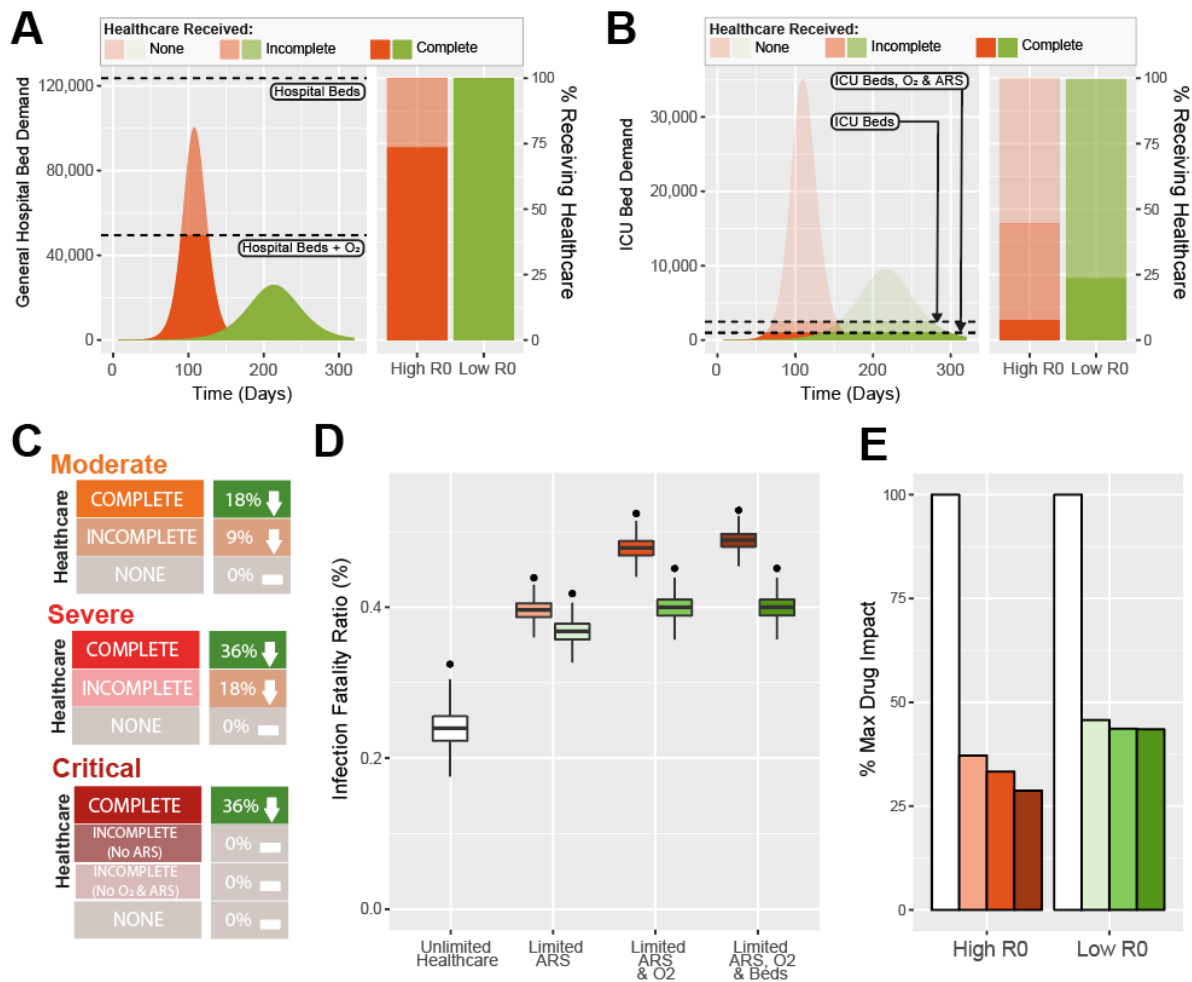 A
Healthcare Received:
None
Incomplete
Complete
General Hospital Bed Demand
120,000
80,000
40,000
0
Hospital Beds
Hospital Beds + O₂
0
100
200
300
Time (Days)
100
75
50
25
0
% Receiving Healthcare
High R0
Low R0
B
Healthcare Received:
None
Incomplete
Complete
ICU Bed Demand
30,000
20,000
10,000
0
ICU Beds, O₂ & ARS
ICU Beds
0
100
200
300
Time (Days)
100
75
50
25
0
% Receiving Healthcare
High R0
Low R0
C
Moderate
Healthcare
COMPLETE
18%
INCOMPLETE
9%
NONE
0%
Severe
Healthcare
COMPLETE
36%
INCOMPLETE
18%
NONE
0%
Critical
Healthcare
COMPLETE
36%
INCOMPLETE
(No ARS)
0%
INCOMPLETE
(No O₂ & ARS)
0%
NONE
0%
D
Infection Fatality Ratio (%)
0.4
0.2
0.0
Unlimited
Healthcare
Limited
ARS
Limited
ARS
& O2
Limited
ARS, O2
& Beds
E
% Max Drug Impact
100
75
50
25
0
High R0
Low R0